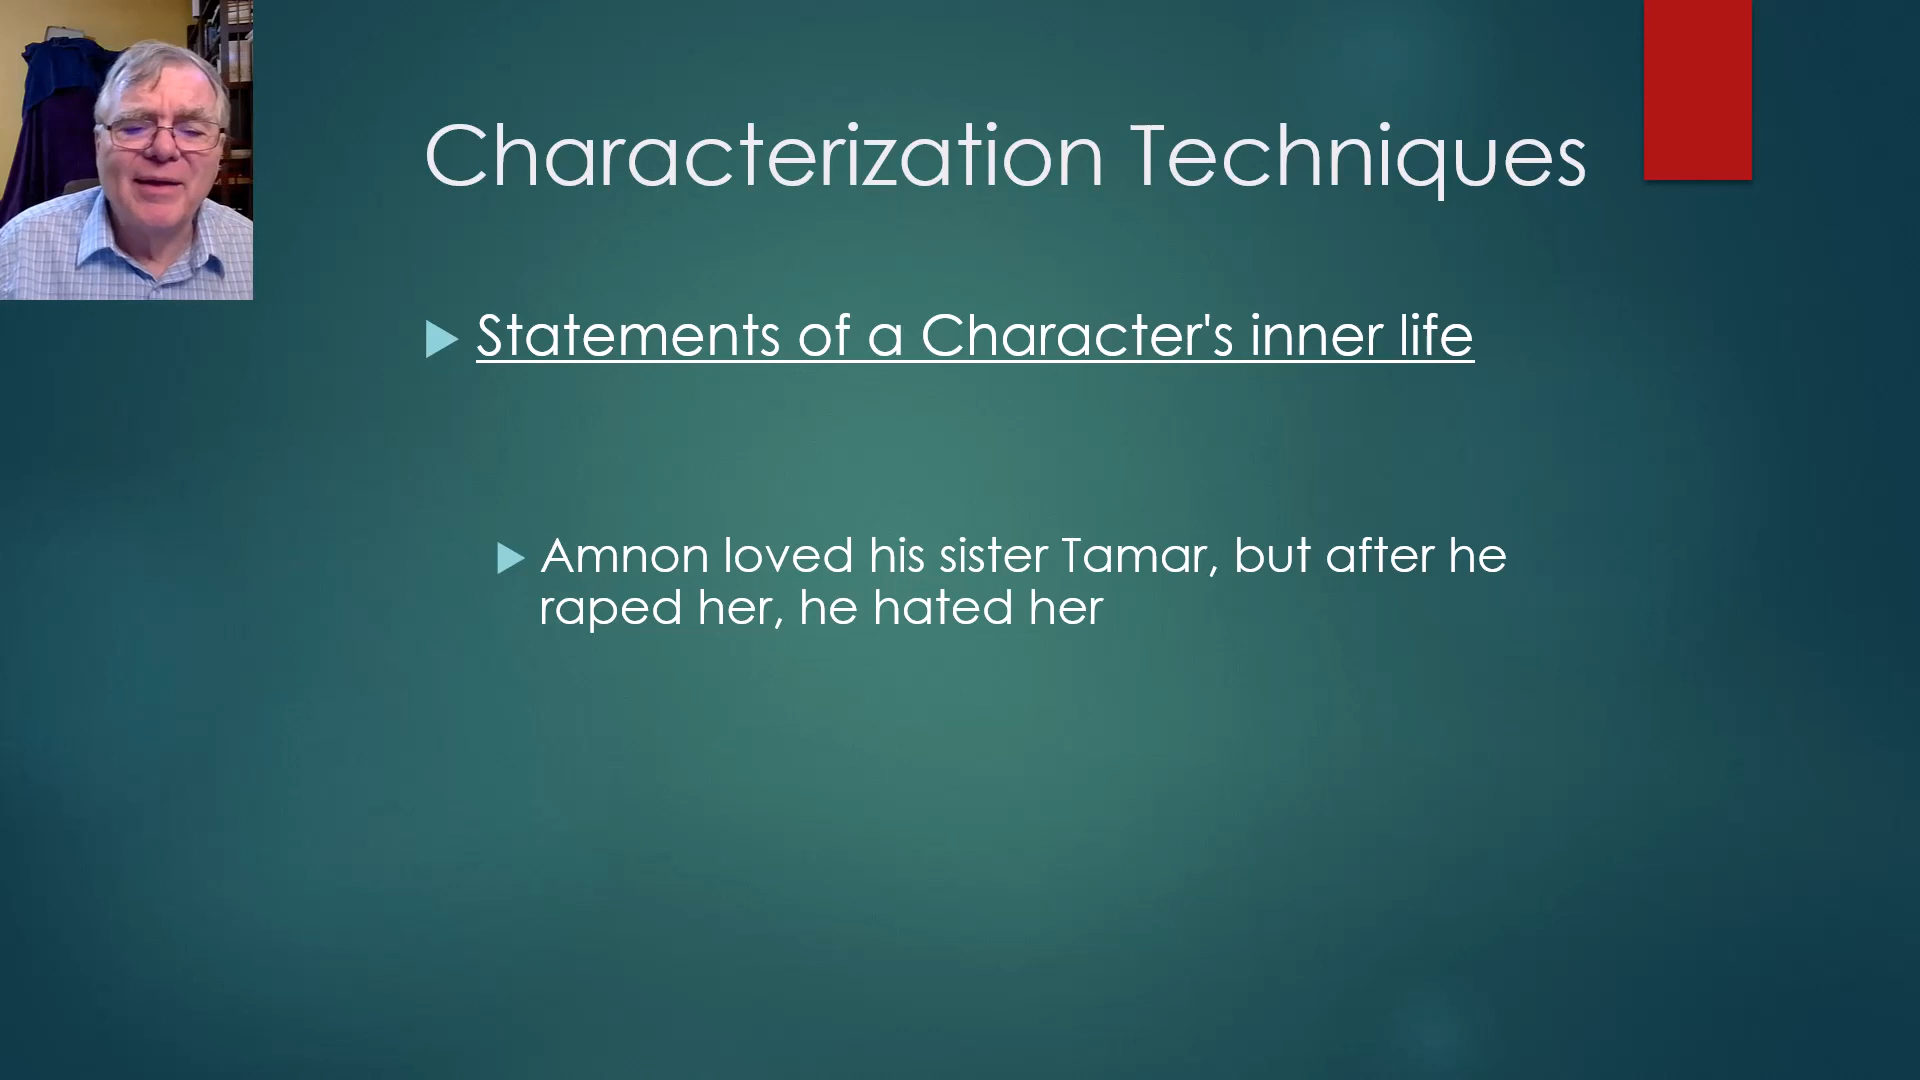 Characterization Techniques
Statements of a Character's inner life
Amnon loved his sister Tamar, but after he
raped her, he hated her